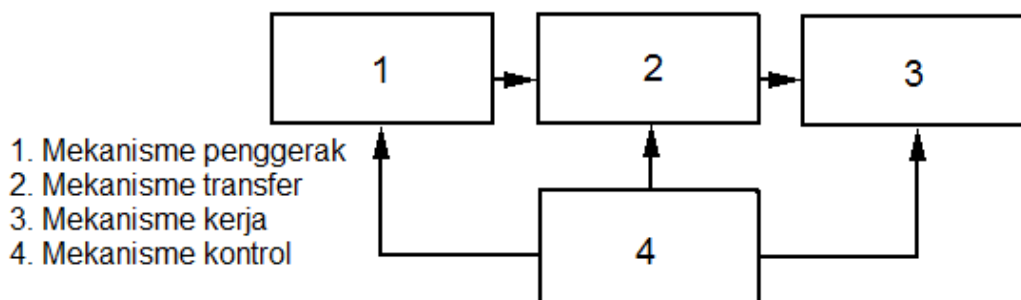 1
2
3
1. Mekanisme penggerak
2. Mekanisme transfer
3. Mekanisme kerja
4. Mekanisme kontrol
4